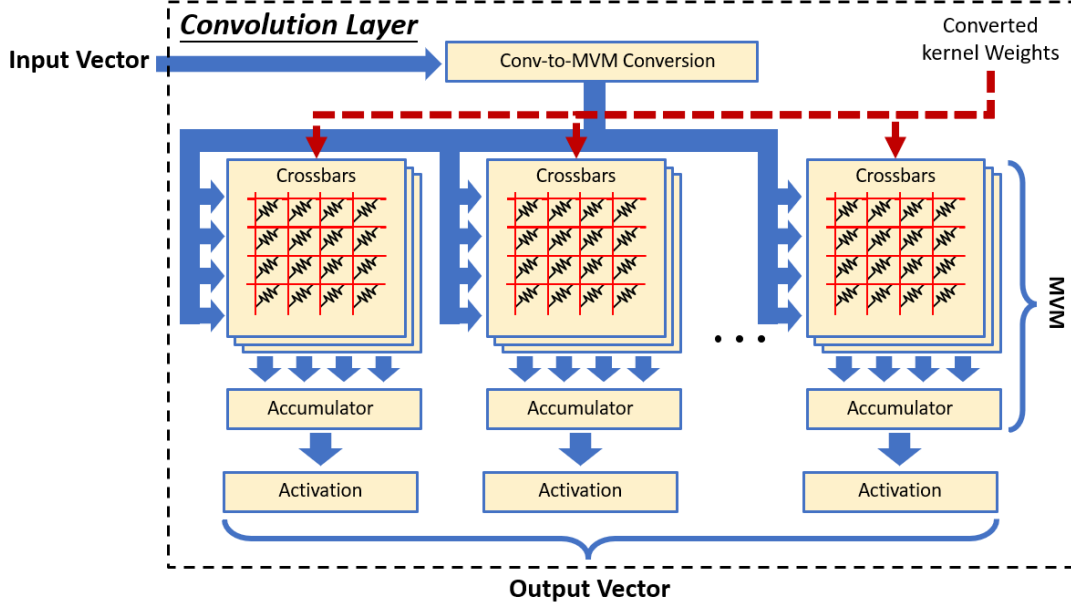 Convolution Layer
Converted
kernel Weights
Input Vector
Conv-to-MVM Conversion
Crossbars
Crossbars
Crossbars
MVM
. . .
Accumulator
Accumulator
Accumulator
Activation
Activation
Activation
Output Vector